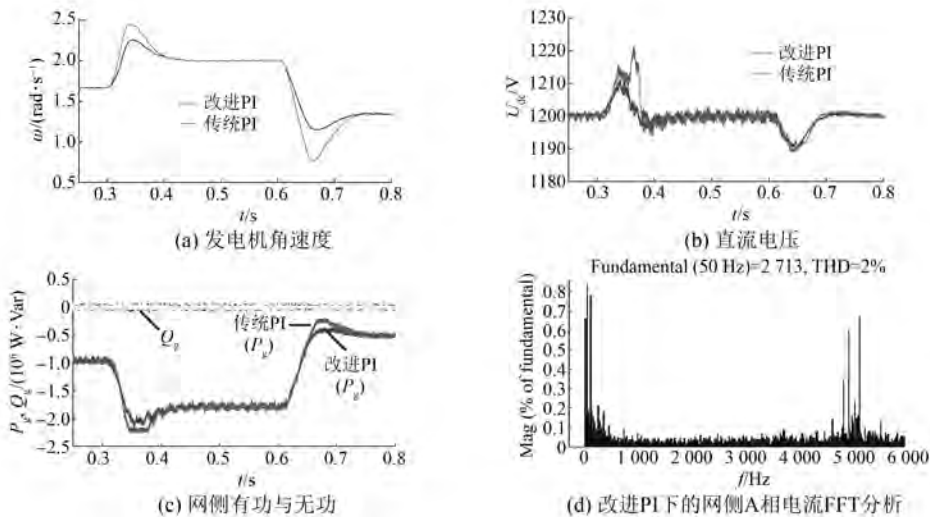 2.5
2.0
1.5
1.0
0.5
ω/(rad·s⁻¹)
改进PI
传统PI
0.3 0.4 0.5 0.6 0.7 0.8
t/s
(a) 发电机角速度
1230
1220
1210
1200
1190
1180
U_dc/V
改进PI
传统PI
0.3 0.4 0.5 0.6 0.7 0.8
t/s
(b) 直流电压
0.5
0
-0.5
-1.0
-1.5
-2.0
-2.5
Q_g
传统PI
(P_g)
改进PI
(P_g)
0.3 0.4 0.5 0.6 0.7 0.8
t/s
(c) 网侧有功与无功
Fundamental (50 Hz)=2 713, THD=2%
Mag (% of fundamental)
0.8
0.7
0.6
0.5
0.4
0.3
0.2
0.1
0
0 1 000 2 000 3 000 4 000 5 000 6 000
f/Hz
(d) 改进PI下的网侧A相电流FFT分析